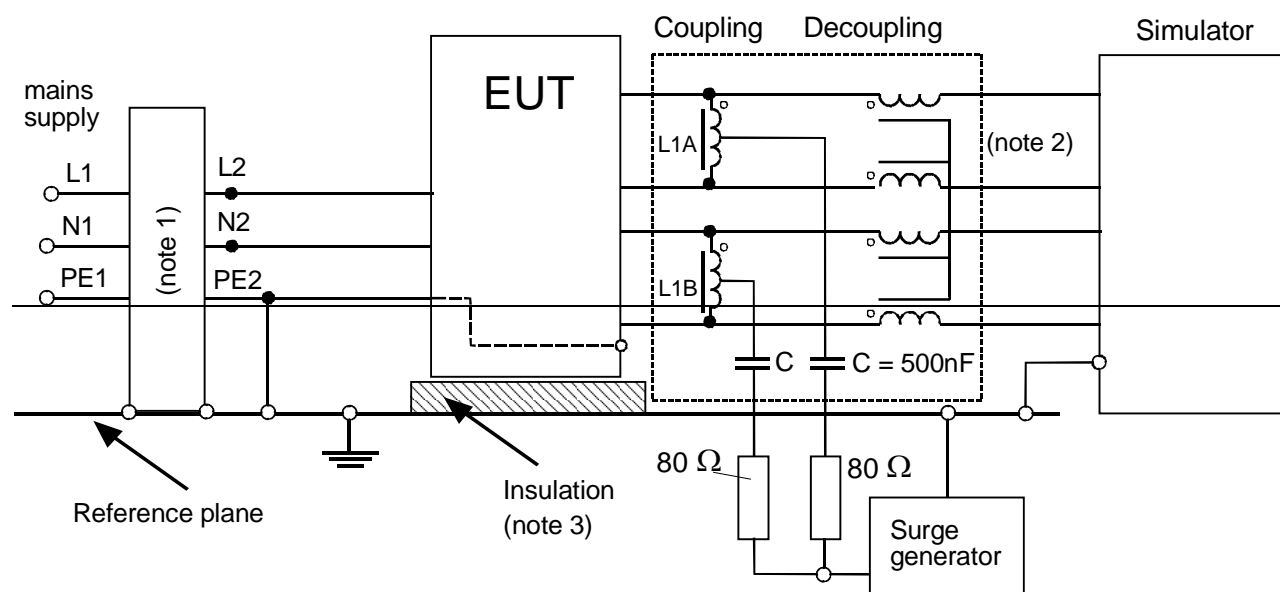 Coupling Decoupling
Simulator
mains
supply
EUT
L1
N1
PE1
(note 1)
L2
N2
PE2
L1A
L1B
(note 2)
C
C = 500nF
80 Ω
80 Ω
Reference plane
Insulation
(note 3)
Surge
generator